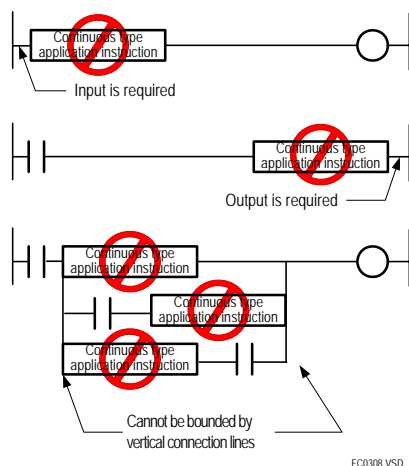 Continuous type
application instruction
Input is required
Continuous type
application instruction
Output is required
Continuous type
application instruction
Continuous type
application instruction
Continuous type
application instruction
Cannot be bounded by
vertical connection lines
FC0308.VSD